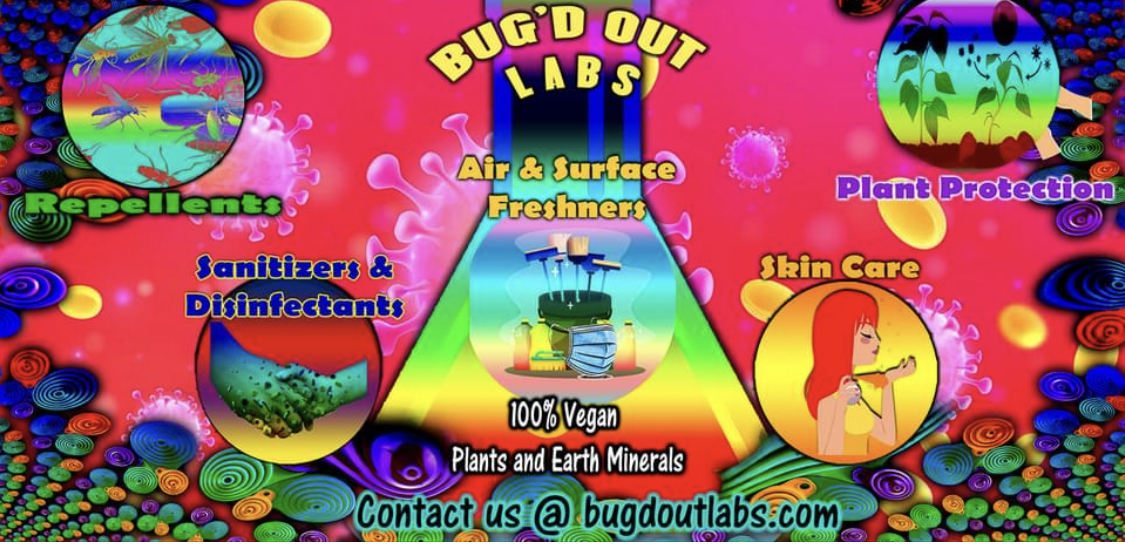 BUG'D OUT
LABS
Air & Surface
Freshners
Repellents
Plant Protection
Sanitizers &
Disinfectants
Skin Care
100% Vegan
Plants and Earth Minerals
Contact us @ bugdoutlabs.com